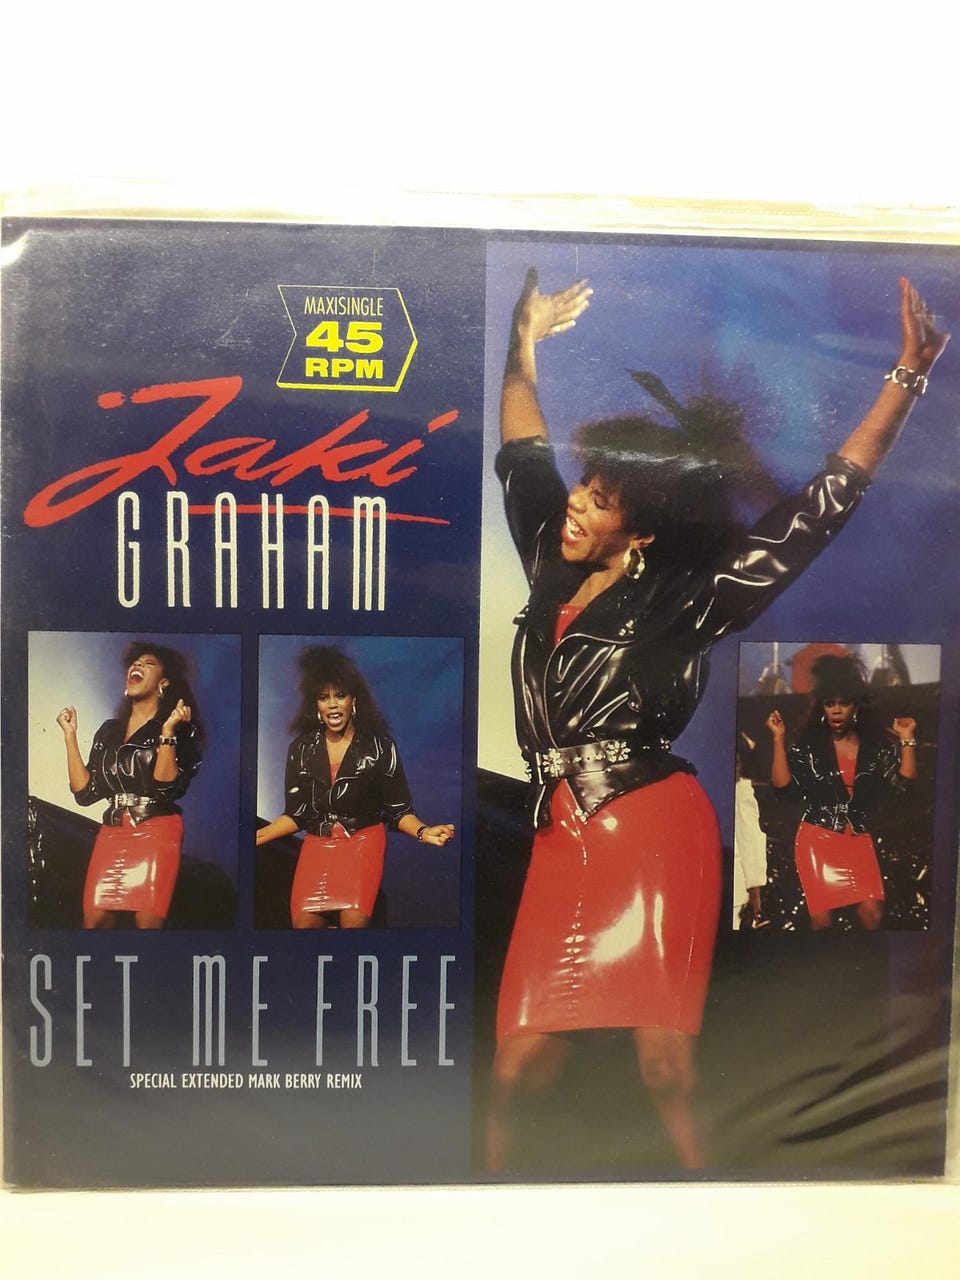 MAXISINGLE
45
RPM
Jaki
GRAHAM
SET ME FREE
SPECIAL EXTENDED MARK BERRY REMIX